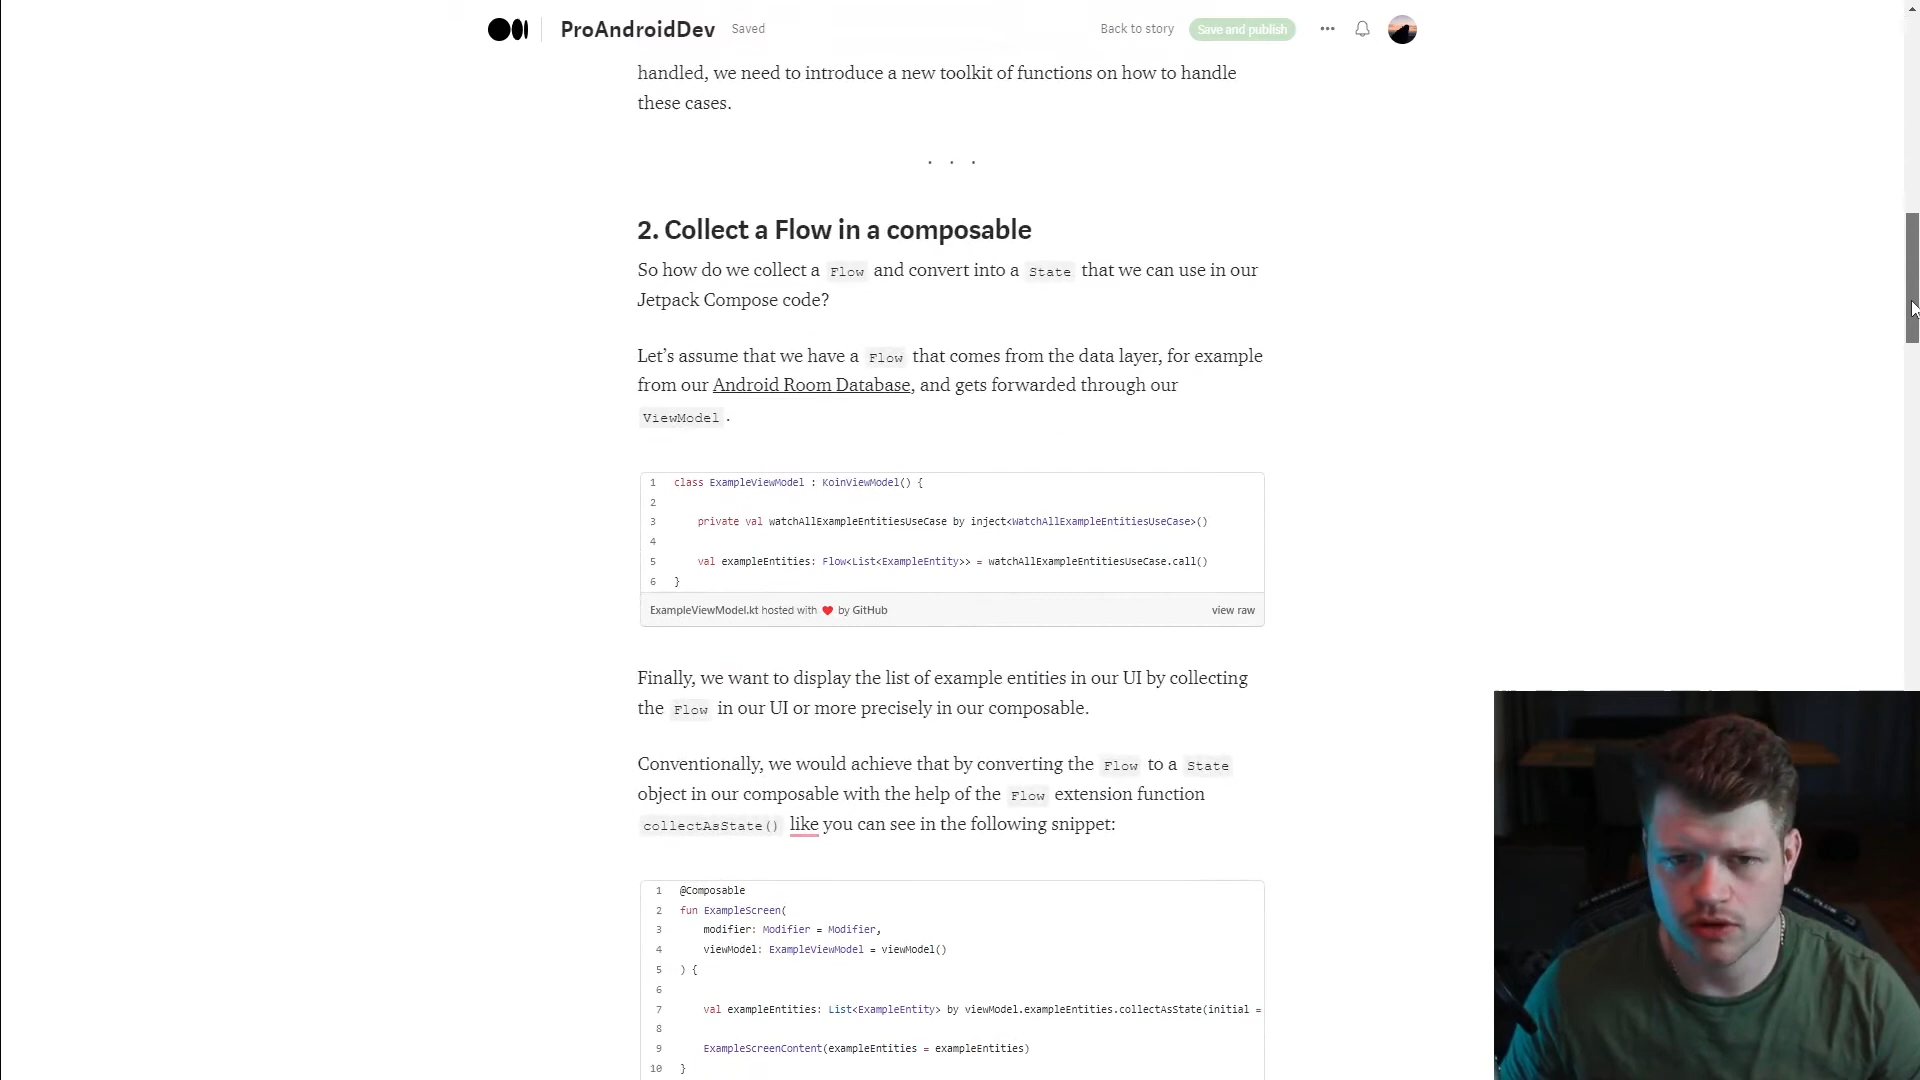 ProAndroidDev Saved Back to story Save and publish
handled, we need to introduce a new toolkit of functions on how to handle
these cases.
. . .
2. Collect a Flow in a composable
So how do we collect a Flow and convert into a State that we can use in our
Jetpack Compose code?
Let’s assume that we have a Flow that comes from the data layer, for example
from our Android Room Database, and gets forwarded through our
ViewModel .
1 class ExampleViewModel : KoinViewModel() {
2
3 private val watchAllExampleEntitiesUseCase by inject<WatchAllExampleEntitiesUseCase>()
4
5 val exampleEntities: Flow<List<ExampleEntity>> = watchAllExampleEntitiesUseCase.call()
6 }
ExampleViewModel.kt hosted with ❤ by GitHub view raw
Finally, we want to display the list of example entities in our UI by collecting
the Flow in our UI or more precisely in our composable.
Conventionally, we would achieve that by converting the Flow to a State
object in our composable with the help of the Flow extension function
collectAsState() like you can see in the following snippet:
1 @Composable
2 fun ExampleScreen(
3 modifier: Modifier = Modifier,
4 viewModel: ExampleViewModel = viewModel()
5 ) {
6
7 val exampleEntities: List<ExampleEntity> by viewModel.exampleEntities.collectAsState(initial =
8
9 ExampleScreenContent(exampleEntities = exampleEntities)
10 }